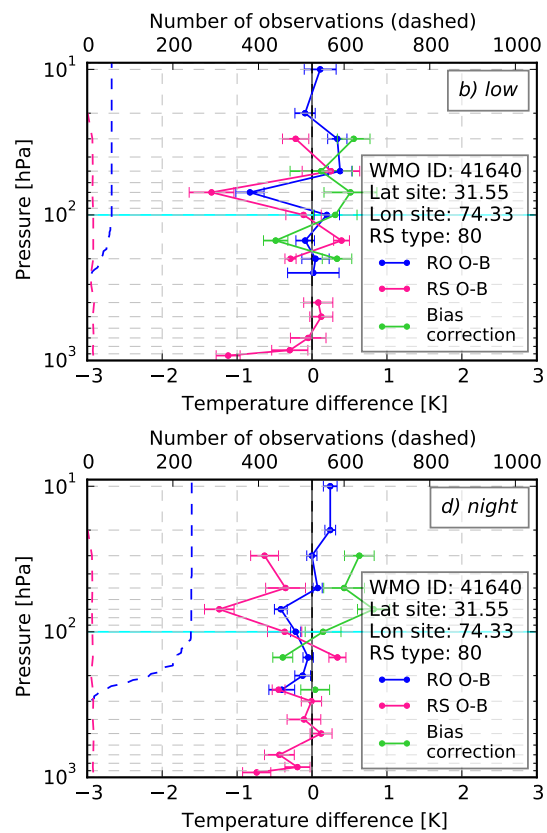 Number of observations (dashed)
0 200 400 600 800 1000
10¹
b) low
WMO ID: 41640
Lat site: 31.55
Lon site: 74.33
RS type: 80
RO O-B
RS O-B
Bias
correction
Pressure [hPa]
10²
10³
−3 −2 −1 0 1 2 3
Temperature difference [K]
Number of observations (dashed)
0 200 400 600 800 1000
10¹
d) night
WMO ID: 41640
Lat site: 31.55
Lon site: 74.33
RS type: 80
RO O-B
RS O-B
Bias
correction
Pressure [hPa]
10²
10³
−3 −2 −1 0 1 2 3
Temperature difference [K]